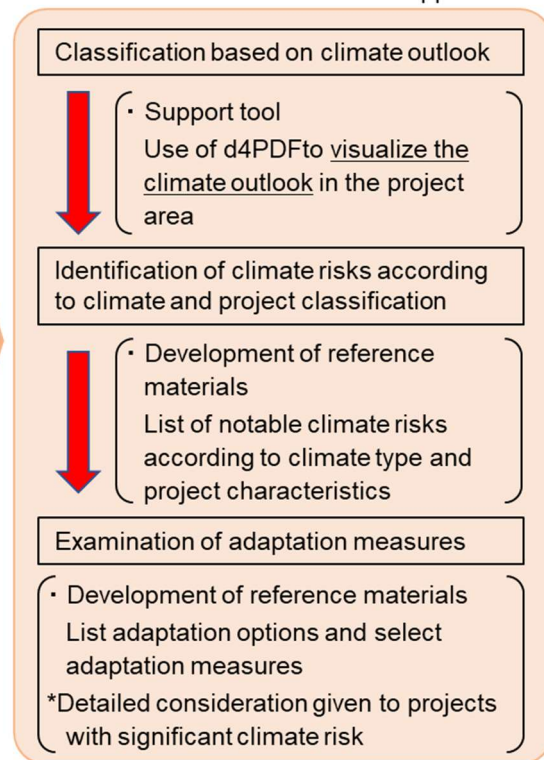 Classification based on climate outlook
・ Support tool
Use of d4PDFto visualize the
climate outlook in the project
area
Identification of climate risks according
to climate and project classification
・ Development of reference
materials
List of notable climate risks
according to climate type and
project characteristics
Examination of adaptation measures
・ Development of reference materials
List adaptation options and select
adaptation measures
*Detailed consideration given to projects
with significant climate risk